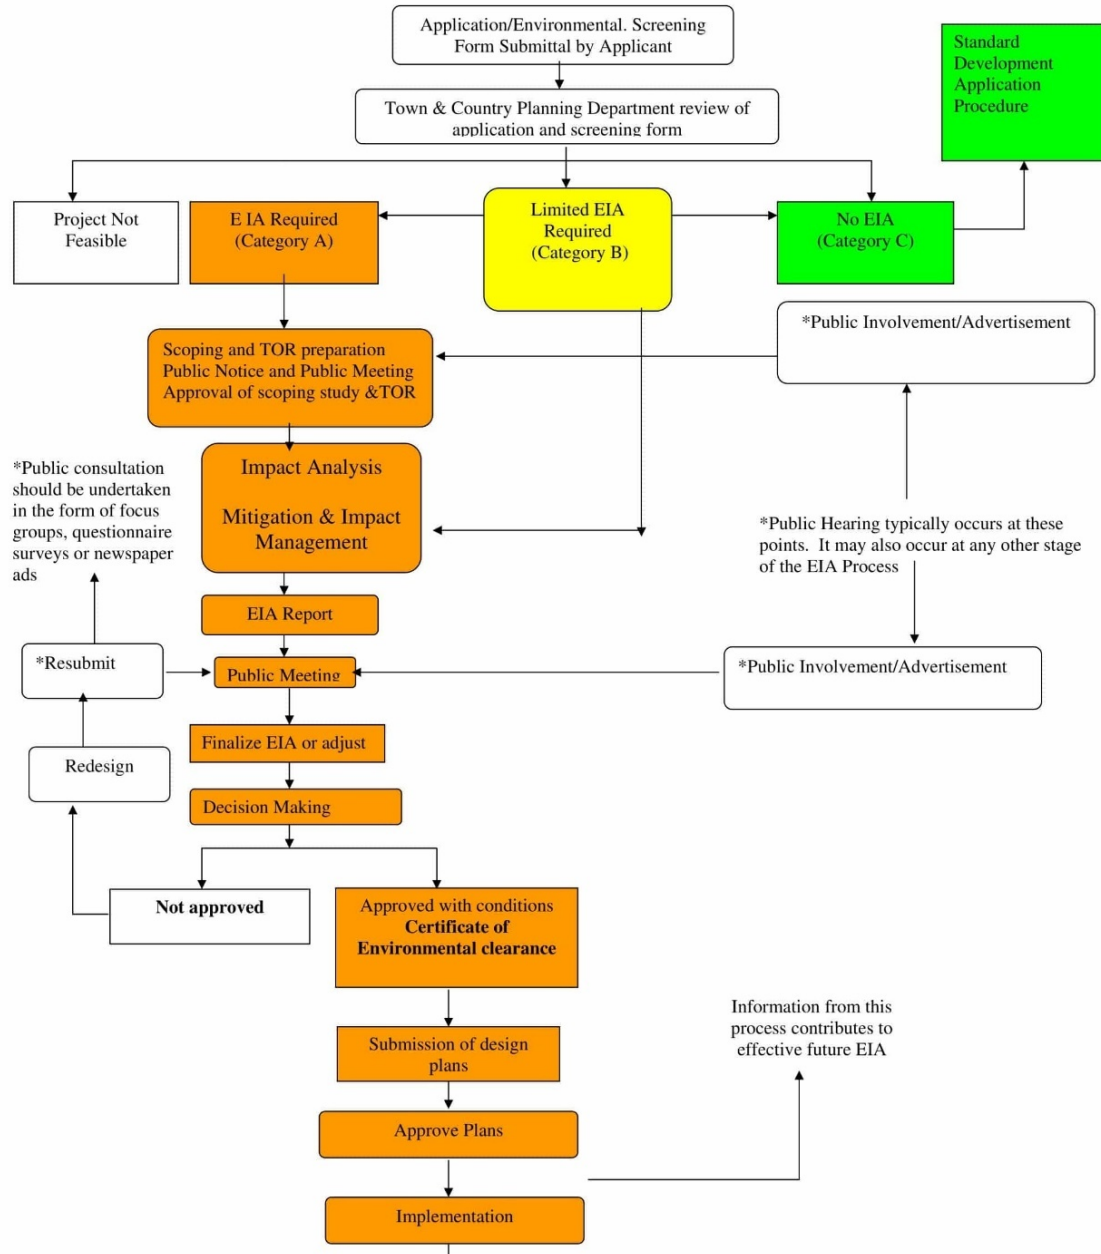 Application/Environmental. Screening
Form Submittal by Applicant
Standard
Development
Application
Procedure
Town & Country Planning Department review of
application and screening form
Project Not
Feasible
E IA Required
(Category A)
Limited EIA
Required
(Category B)
No EIA
(Category C)
*Public Involvement/Advertisement
Scoping and TOR preparation
Public Notice and Public Meeting
Approval of scoping study &TOR
*Public consultation
should be undertaken
in the form of focus
groups, questionnaire
surveys or newspaper
ads
Impact Analysis
Mitigation & Impact
Management
*Public Hearing typically occurs at these
points. It may also occur at any other stage
of the EIA Process
EIA Report
*Resubmit
Public Meeting
*Public Involvement/Advertisement
Finalize EIA or adjust
Redesign
Decision Making
Not approved
Approved with conditions
Certificate of
Environmental clearance
Information from this
process contributes to
effective future EIA
Submission of design
plans
Approve Plans
Implementation